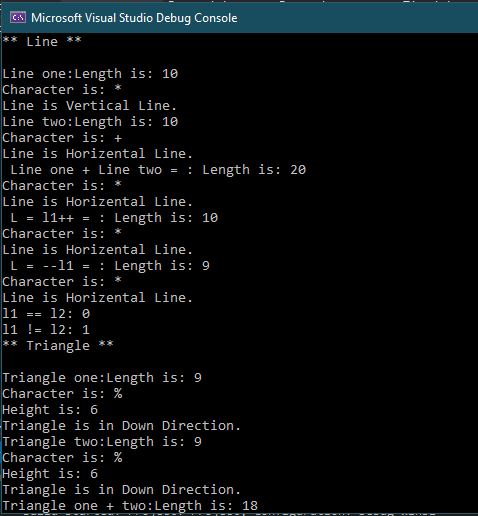 Microsoft Visual Studio Debug Console
** Line **
Line one:Length is: 10
Character is: *
Line is Vertical Line.
Line two:Length is: 10
Character is: +
Line is Horizental Line.
Line one + Line two = : Length is: 20
Character is: *
Line is Horizental Line.
L = l1++ = : Length is: 10
Character is: *
Line is Horizental Line.
L = --l1 = : Length is: 9
Character is: *
Line is Horizental Line.
l1 == l2: 0
l1 != l2: 1
** Triangle **
Triangle one:Length is: 9
Character is: %
Height is: 6
Triangle is in Down Direction.
Triangle two:Length is: 9
Character is: %
Height is: 6
Triangle is in Down Direction.
Triangle one + two:Length is: 18